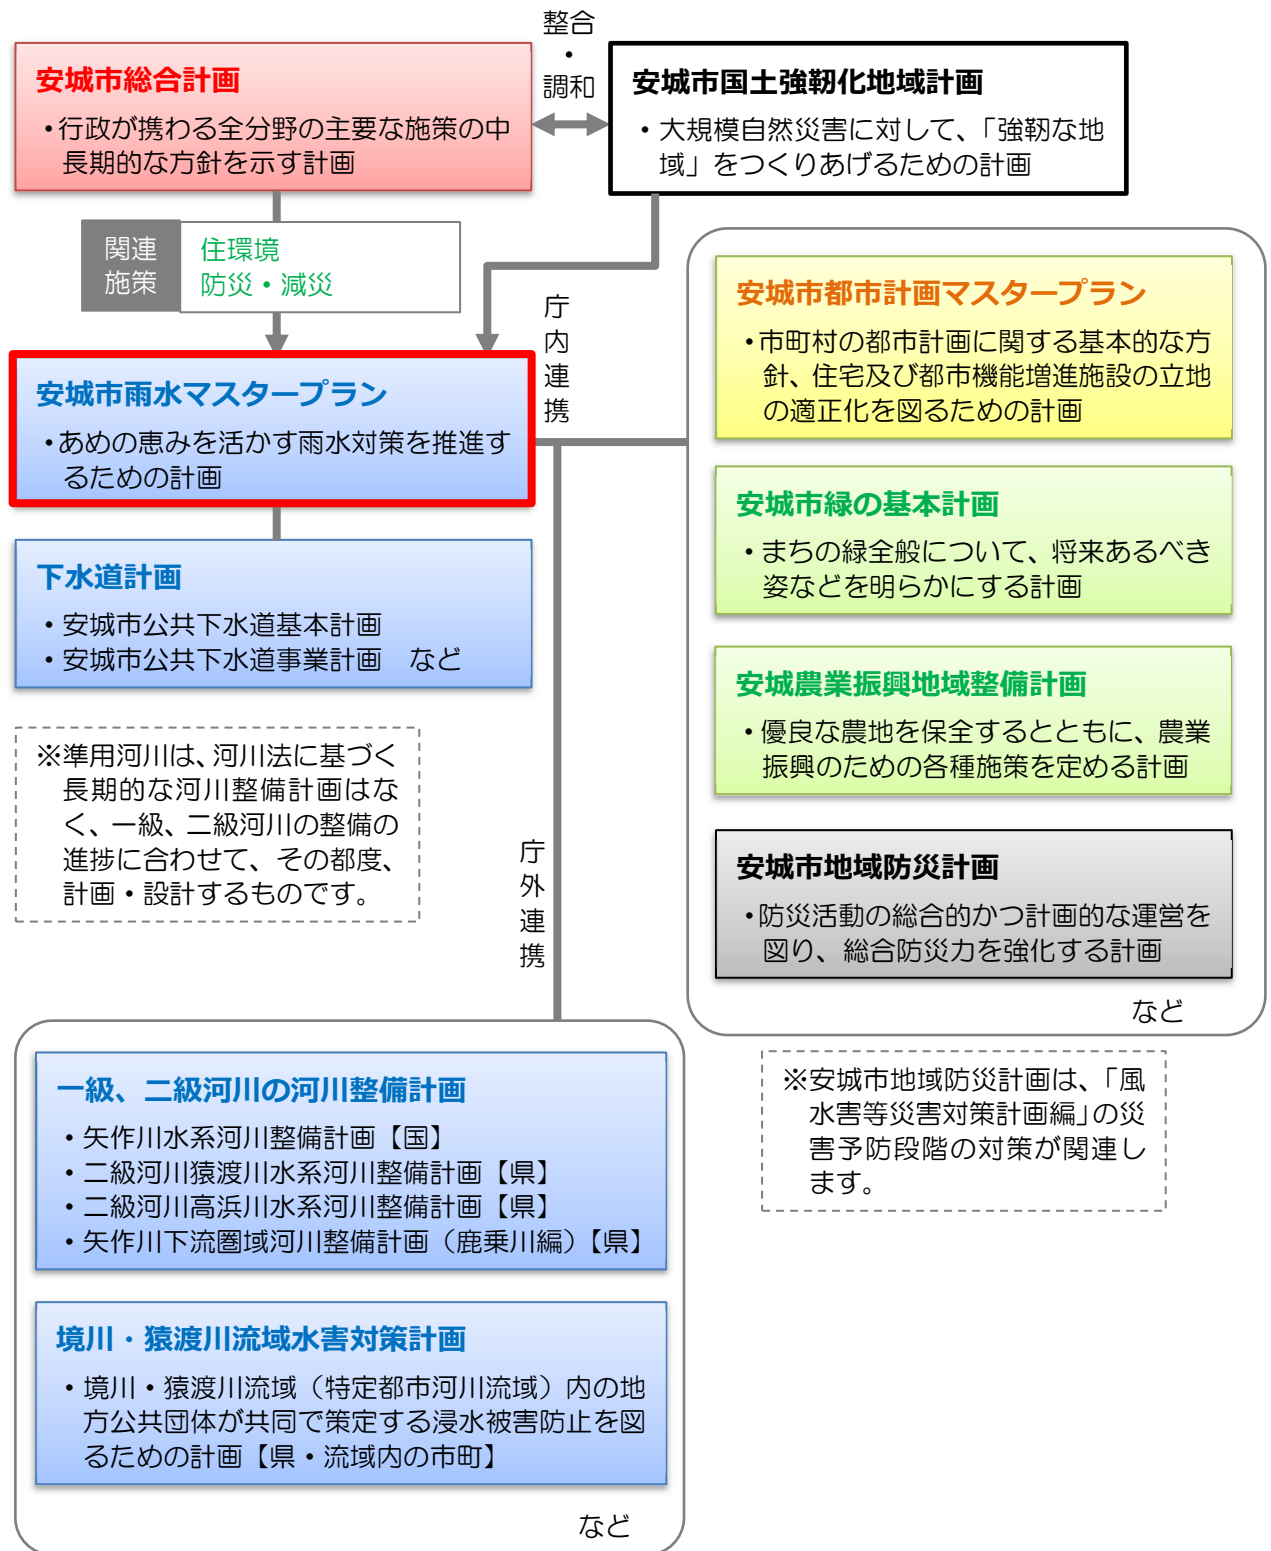 整合
・
調和
安城市総合計画
・行政が携わる全分野の主要な施策の中
長期的な方針を示す計画
安城市国土強靭化地域計画
・大規模自然災害に対して、「強靭な地
域」をつくりあげるための計画
関連
施策
住環境
防災・減災
庁内連携
安城市雨水マスタープラン
・あめの恵みを活かす雨水対策を推進す
るための計画
下水道計画
・安城市公共下水道基本計画
・安城市公共下水道事業計画　など
※準用河川は、河川法に基づく
長期的な河川整備計画はな
く、一級、二級河川の整備の
進捗に合わせて、その都度、
計画・設計するものです。
安城市都市計画マスタープラン
・市町村の都市計画に関する基本的な方
針、住宅及び都市機能増進施設の立地
の適正化を図るための計画
安城市緑の基本計画
・まちの緑全般について、将来あるべき
姿などを明らかにする計画
安城農業振興地域整備計画
・優良な農地を保全するとともに、農業
振興のための各種施策を定める計画
安城市地域防災計画
・防災活動の総合的かつ計画的な運営を
図り、総合防災力を強化する計画
など
※安城市地域防災計画は、「風
水害等災害対策計画編」の災
害予防段階の対策が関連し
ます。
庁外連携
一級、二級河川の河川整備計画
・矢作川水系河川整備計画【国】
・二級河川猿渡川水系河川整備計画【県】
・二級河川高浜川水系河川整備計画【県】
・矢作川下流圏域河川整備計画（鹿乗川編）【県】
境川・猿渡川流域水害対策計画
・境川・猿渡川流域（特定都市河川流域）内の地
方公共団体が共同で策定する浸水被害防止を図
るための計画【県・流域内の市町】
など